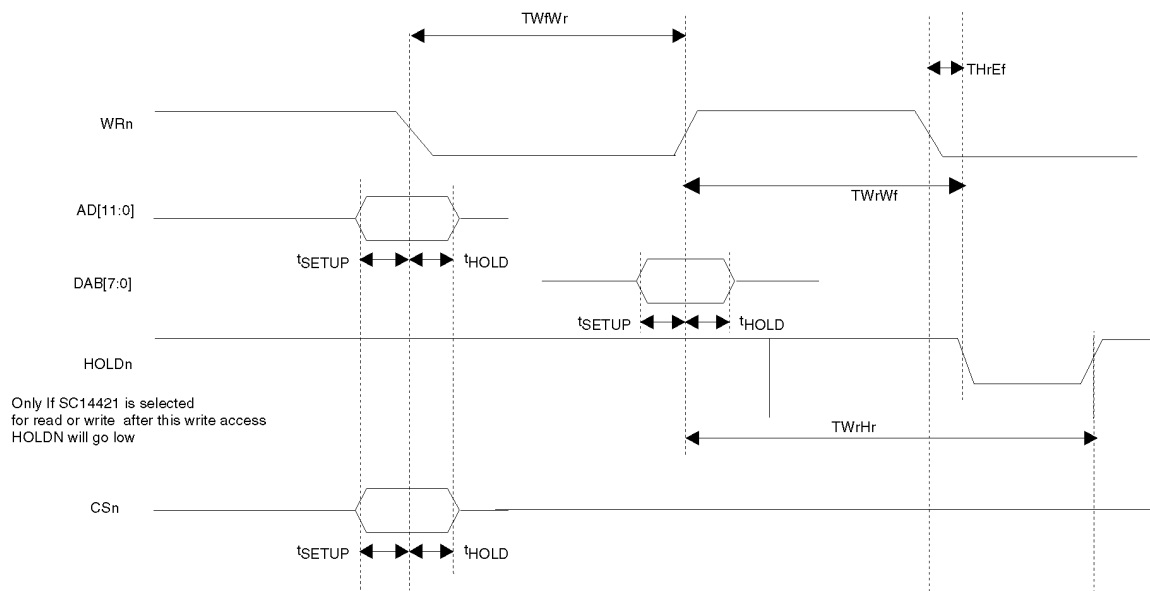 TWfWr
THrEf
WRn
TWrWf
AD[11:0]
tSETUP
tHOLD
DAB[7:0]
tSETUP
tHOLD
HOLDn
Only If SC14421 is selected
for read or write after this write access
HOLDN will go low
TWrHr
CSn
tSETUP
tHOLD